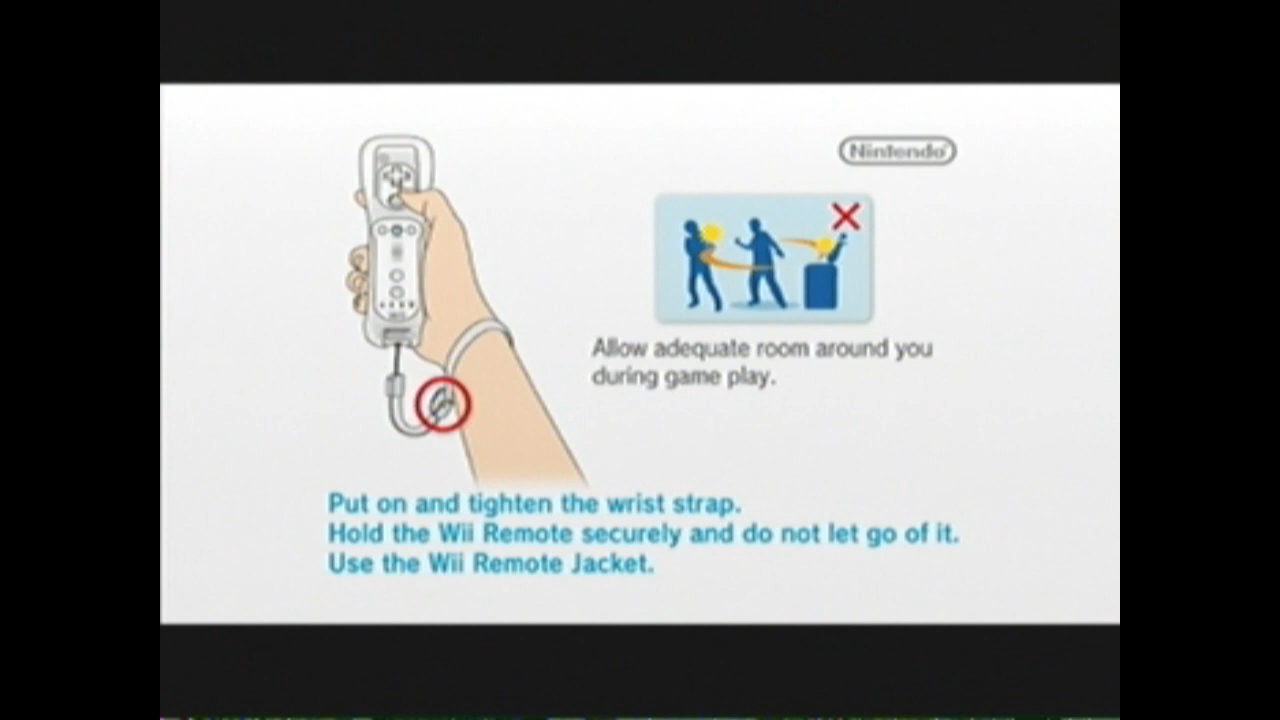 Nintendo
Allow adequate room around you
during game play.
Put on and tighten the wrist strap.
Hold the Wii Remote securely and do not let go of it.
Use the Wii Remote Jacket.